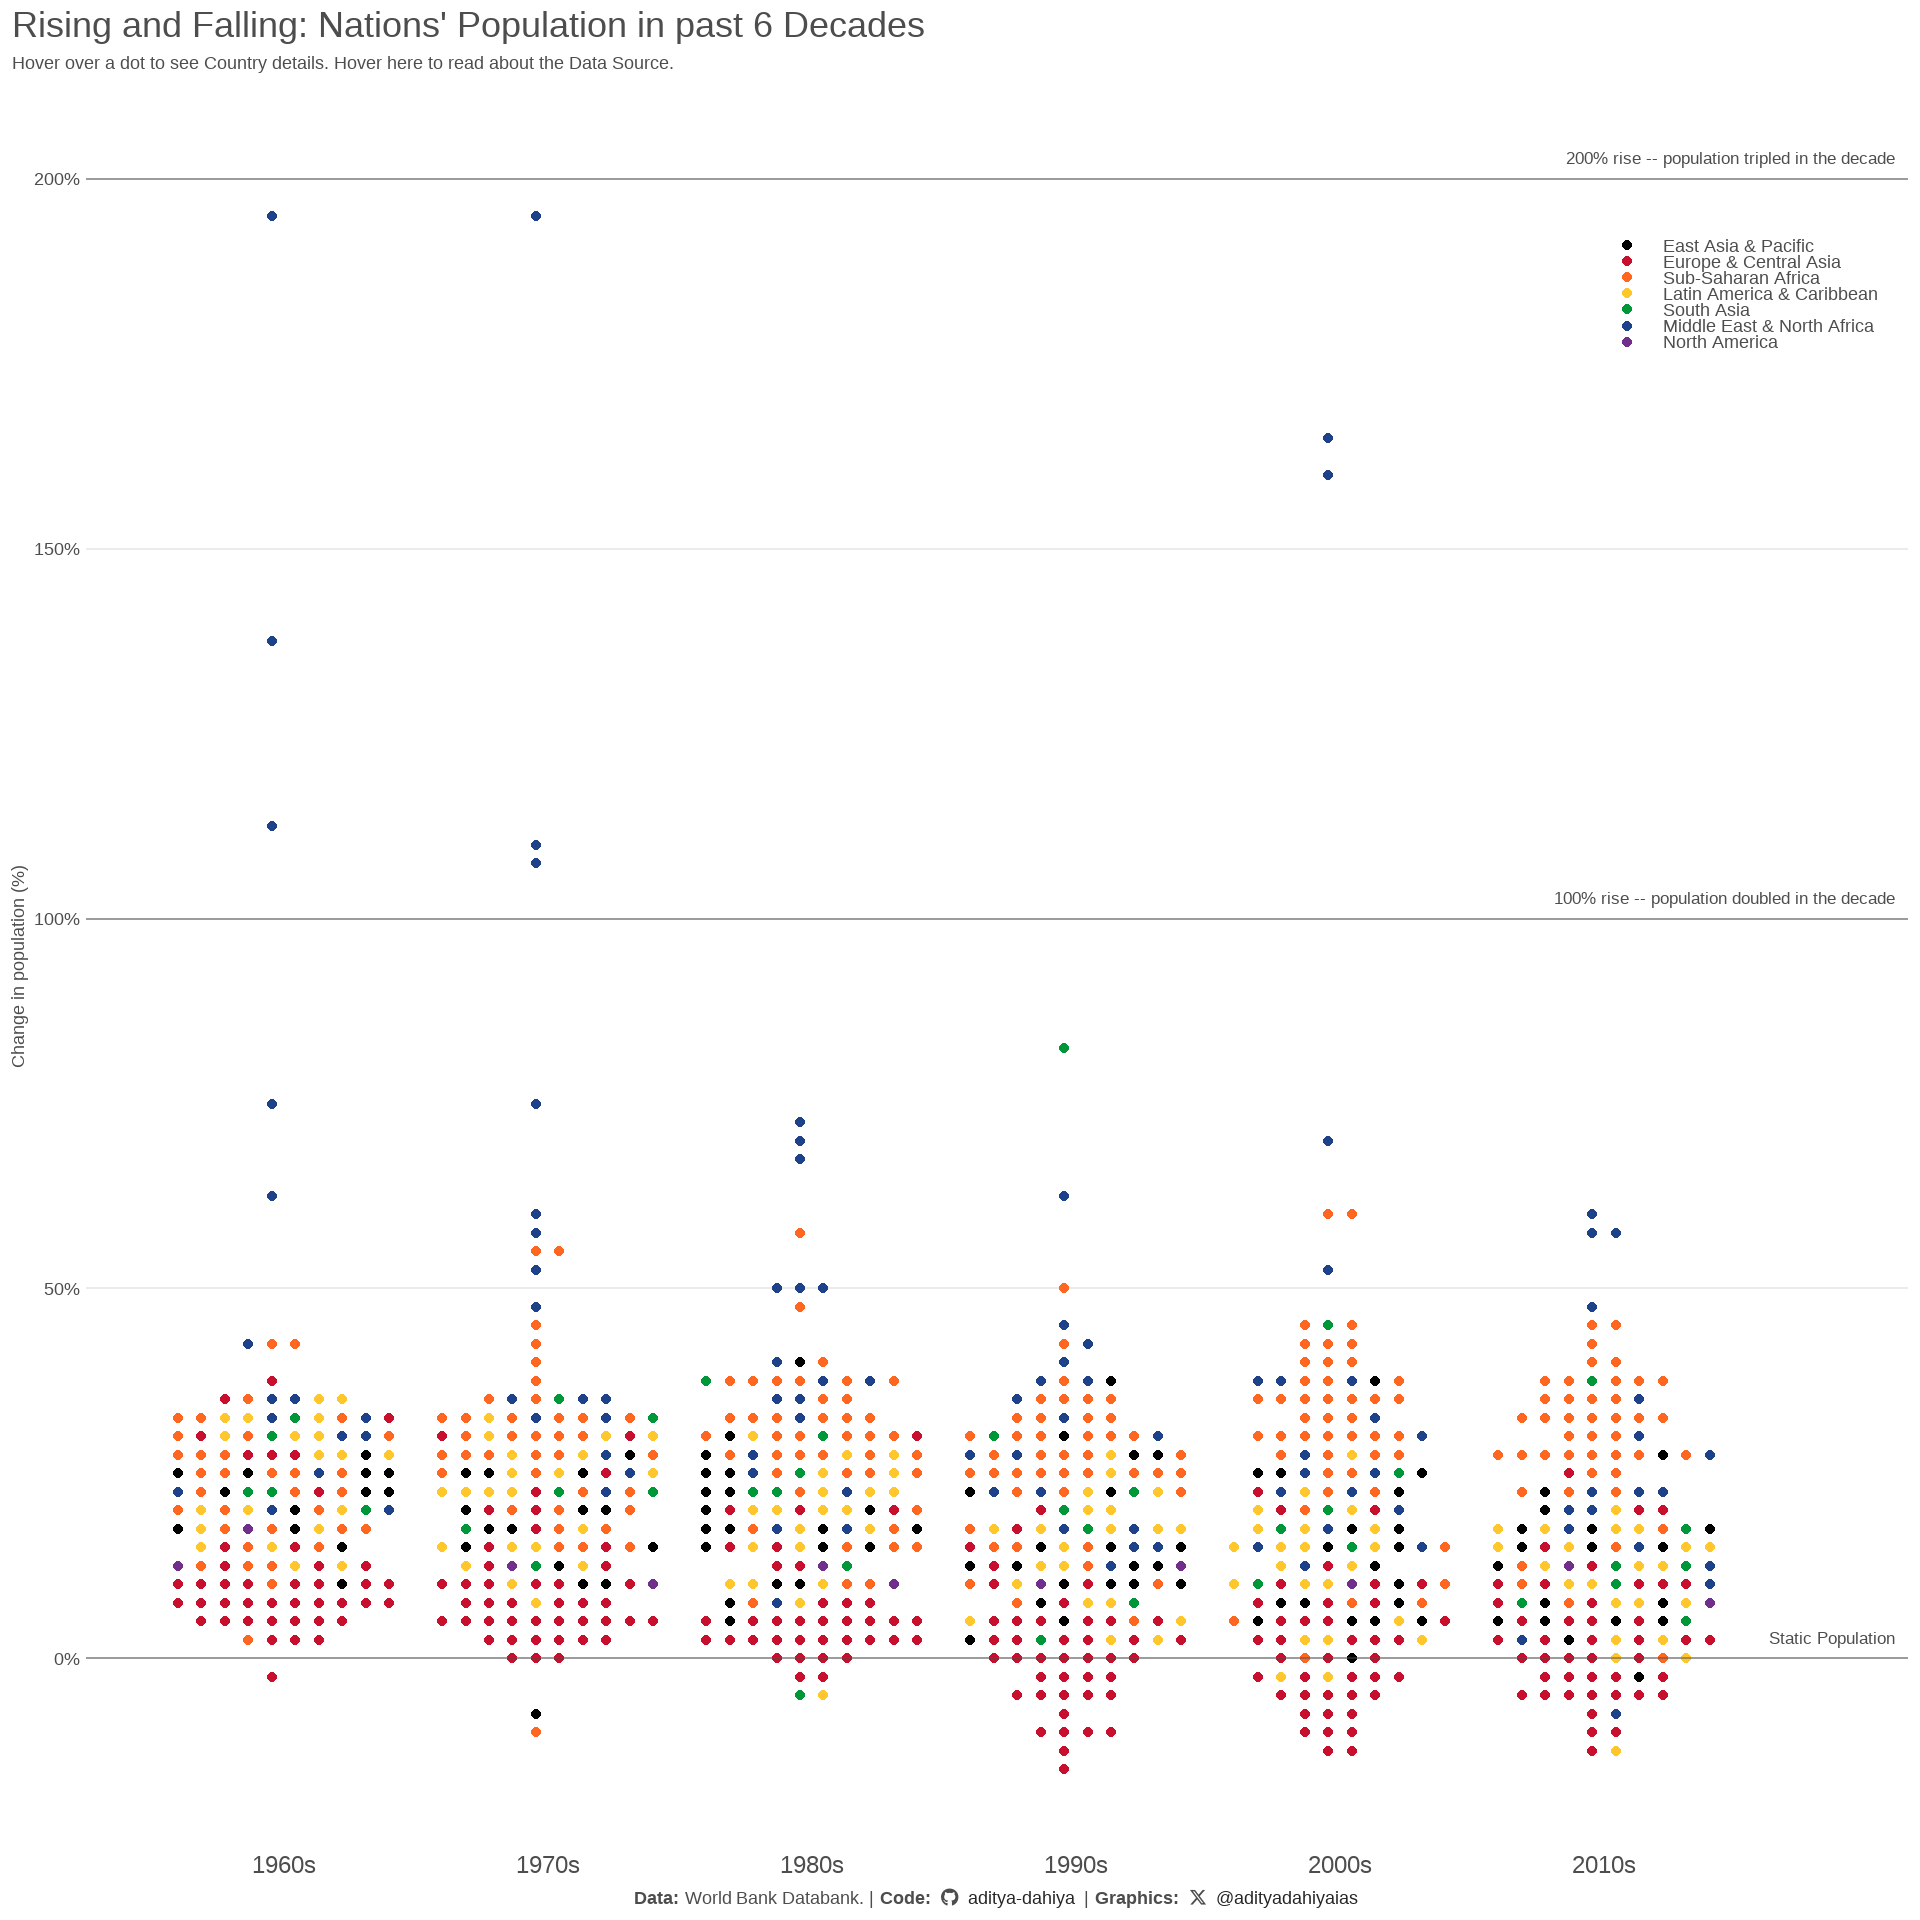 Rising and Falling: Nations' Population in past 6 Decades
Hover over a dot to see Country details. Hover here to read about the Data Source.
200% rise -- population tripled in the decade
200%
East Asia & Pacific
Europe & Central Asia
Sub-Saharan Africa
Latin America & Caribbean
South Asia
Middle East & North Africa
North America
150%
Change in population (%)
100% rise -- population doubled in the decade
100%
50%
Static Population
0%
1960s 1970s 1980s 1990s 2000s 2010s
Data: World Bank Databank. | Code: aditya-dahiya | Graphics: @adityadahiyaias